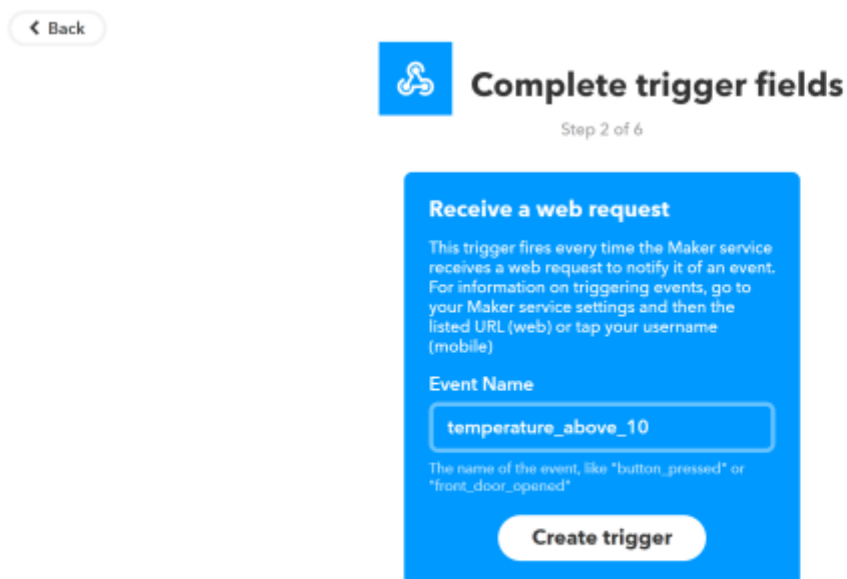 Back
Complete trigger fields
Step 2 of 6
Receive a web request
This trigger fires every time the Maker service
receives a web request to notify it of an event.
For information on triggering events, go to
your Maker service settings and then the
listed URL (web) or tap your username
(mobile)
Event Name
temperature_above_10
The name of the event, like "button_pressed" or
"front_door_opened"
Create trigger